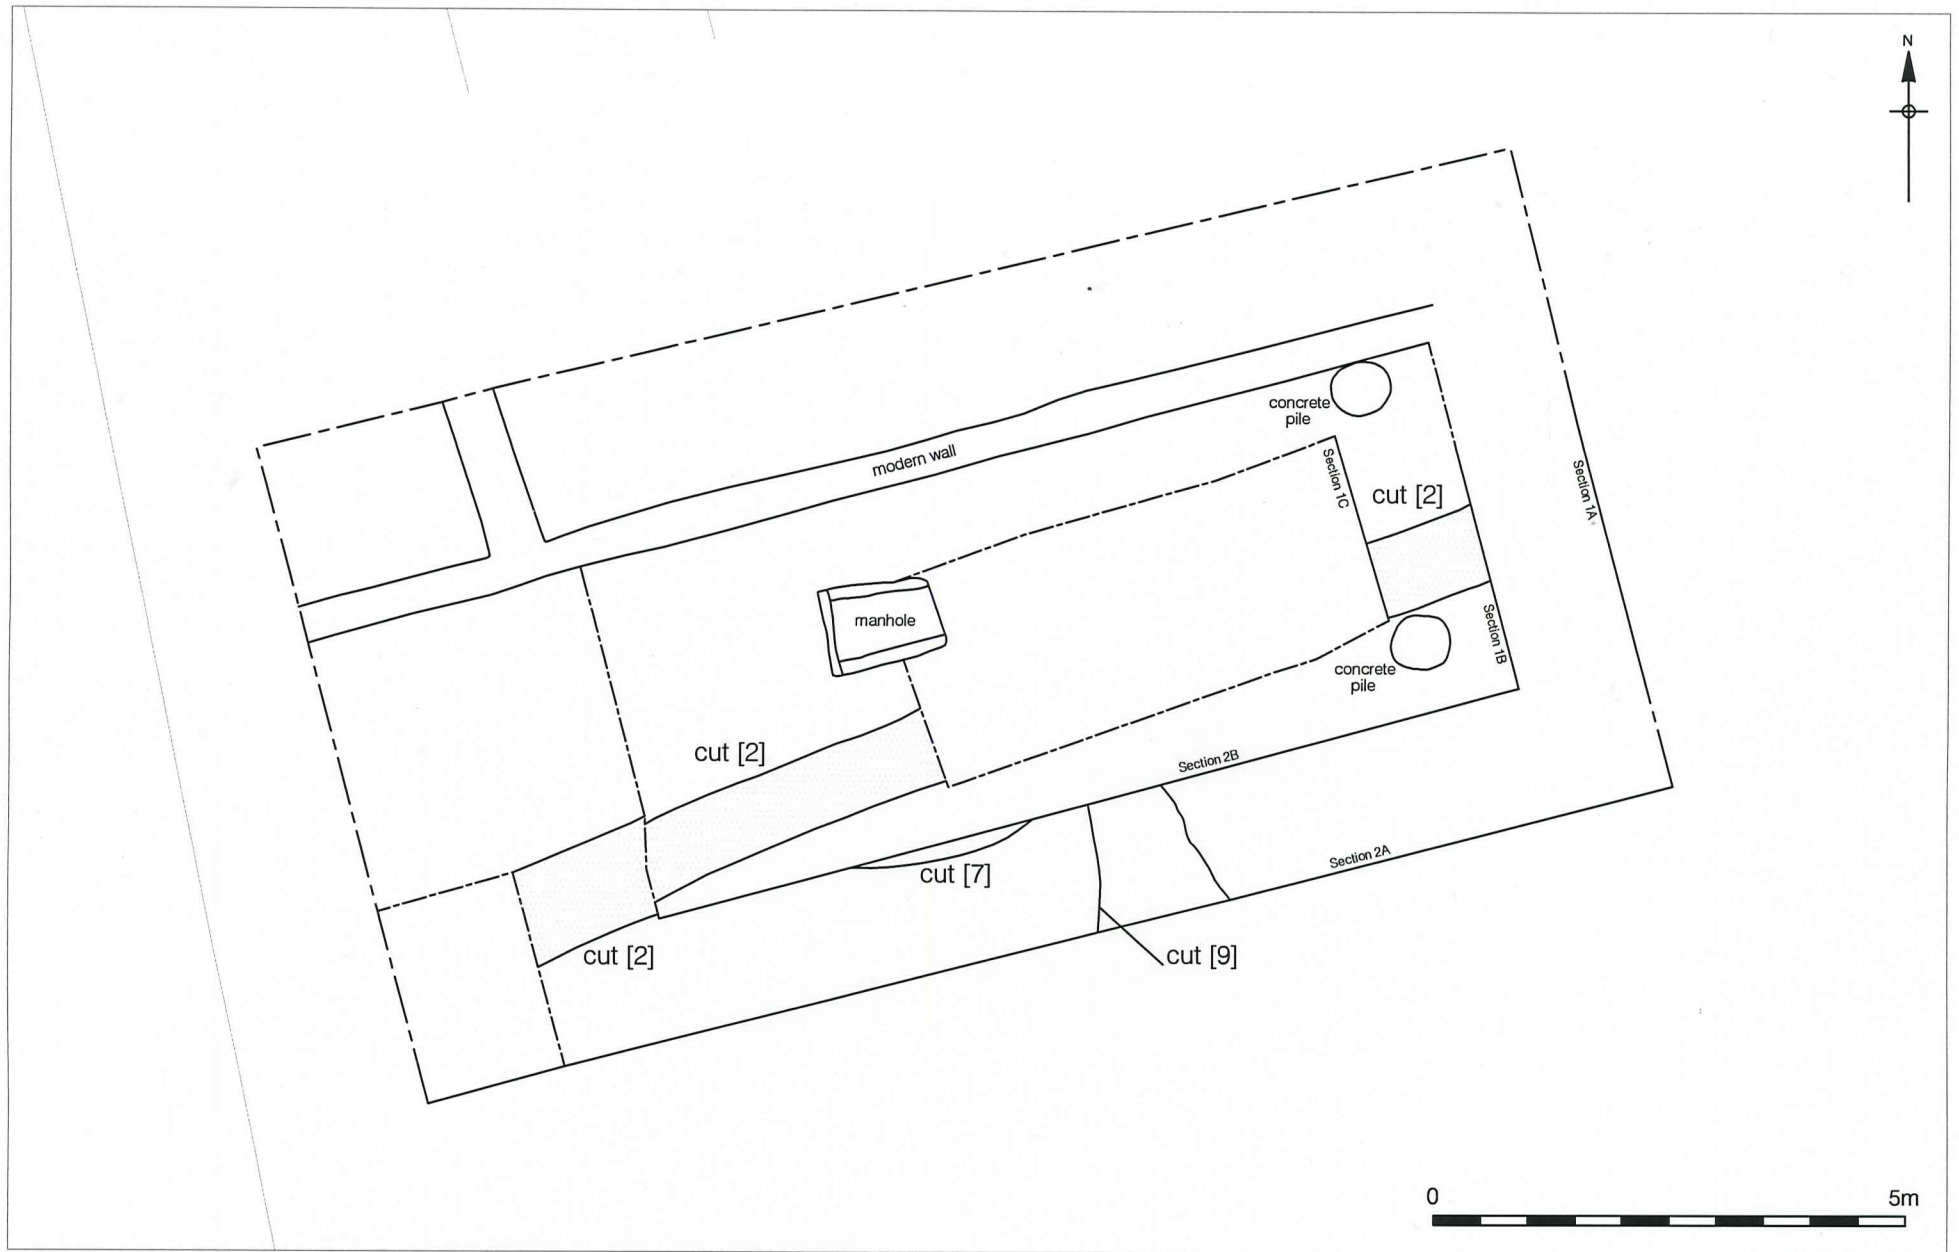 N
concrete
pile
modern wall
Section 1C
cut [2]
Section 1A
manhole
Section 1B
concrete
pile
cut [2]
Section 2B
Section 2A
cut [7]
cut [2]
cut [9]
0 5m